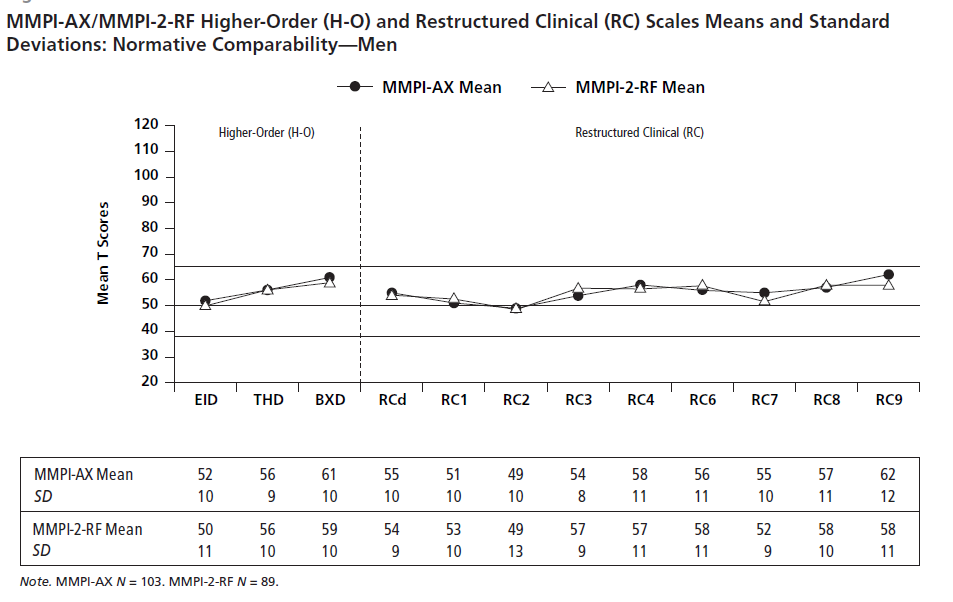 MMPI-AX/MMPI-2-RF Higher-Order (H-O) and Restructured Clinical (RC) Scales Means and Standard
Deviations: Normative Comparability—Men
MMPI-AX Mean MMPI-2-RF Mean
Higher-Order (H-O) Restructured Clinical (RC)
Mean T Scores
120
110
100
90
80
70
60
50
40
30
20
EID THD BXD RCd RC1 RC2 RC3 RC4 RC6 RC7 RC8 RC9
MMPI-AX Mean 52 56 61 55 51 49 54 58 56 55 57 62
SD 10 9 10 10 10 10 8 11 11 10 11 12
MMPI-2-RF Mean 50 56 59 54 53 49 57 57 58 52 58 58
SD 11 10 10 9 10 13 9 11 11 9 10 11
Note. MMPI-AX N = 103. MMPI-2-RF N = 89.